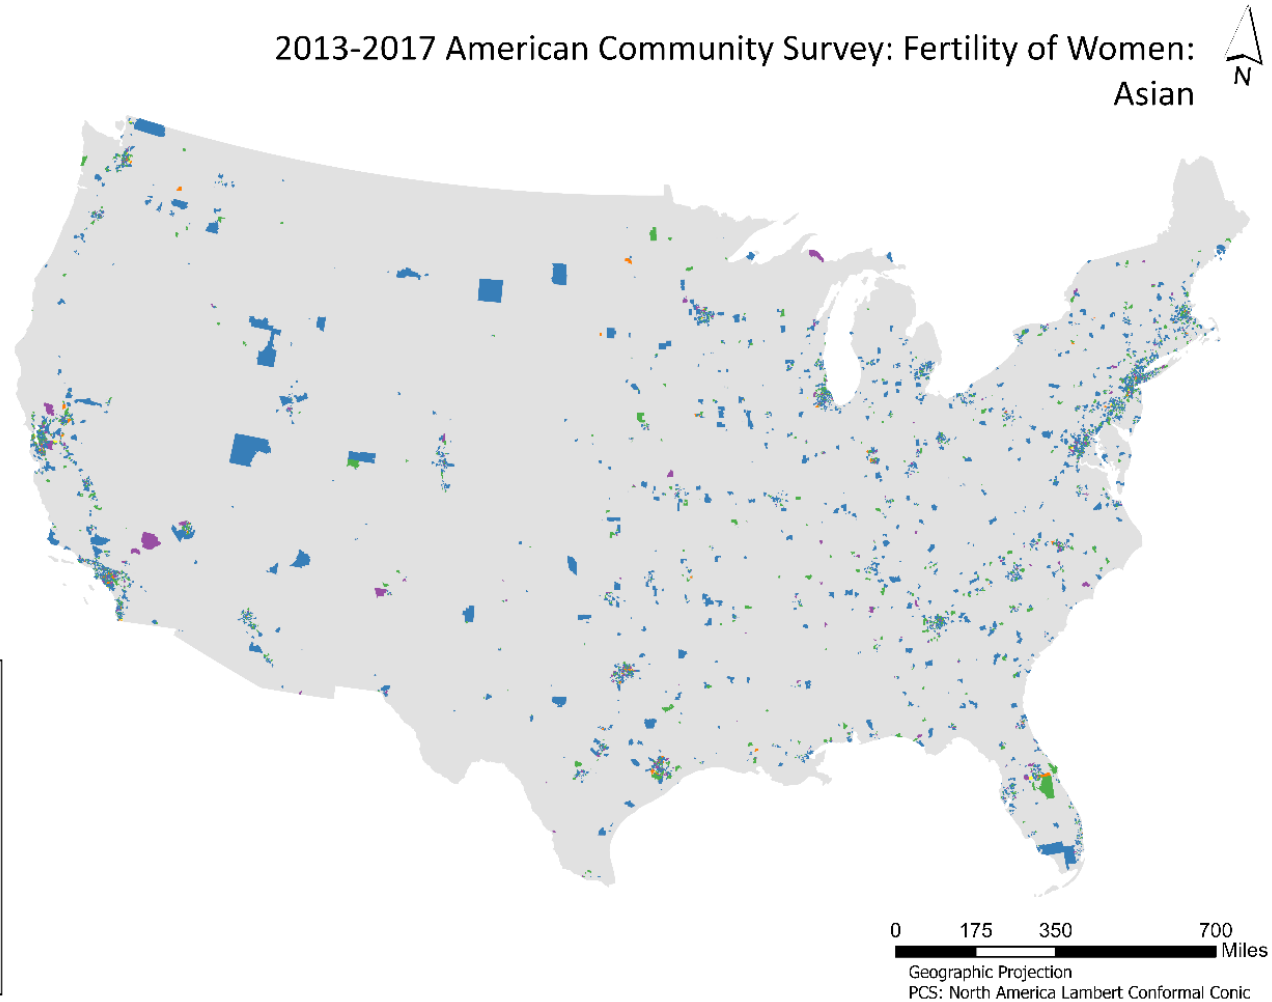 2013-2017 American Community Survey: Fertility of Women:
Asian
N
0 175 350 700
Miles
Geographic Projection
PCS: North America Lambert Conformal Conic